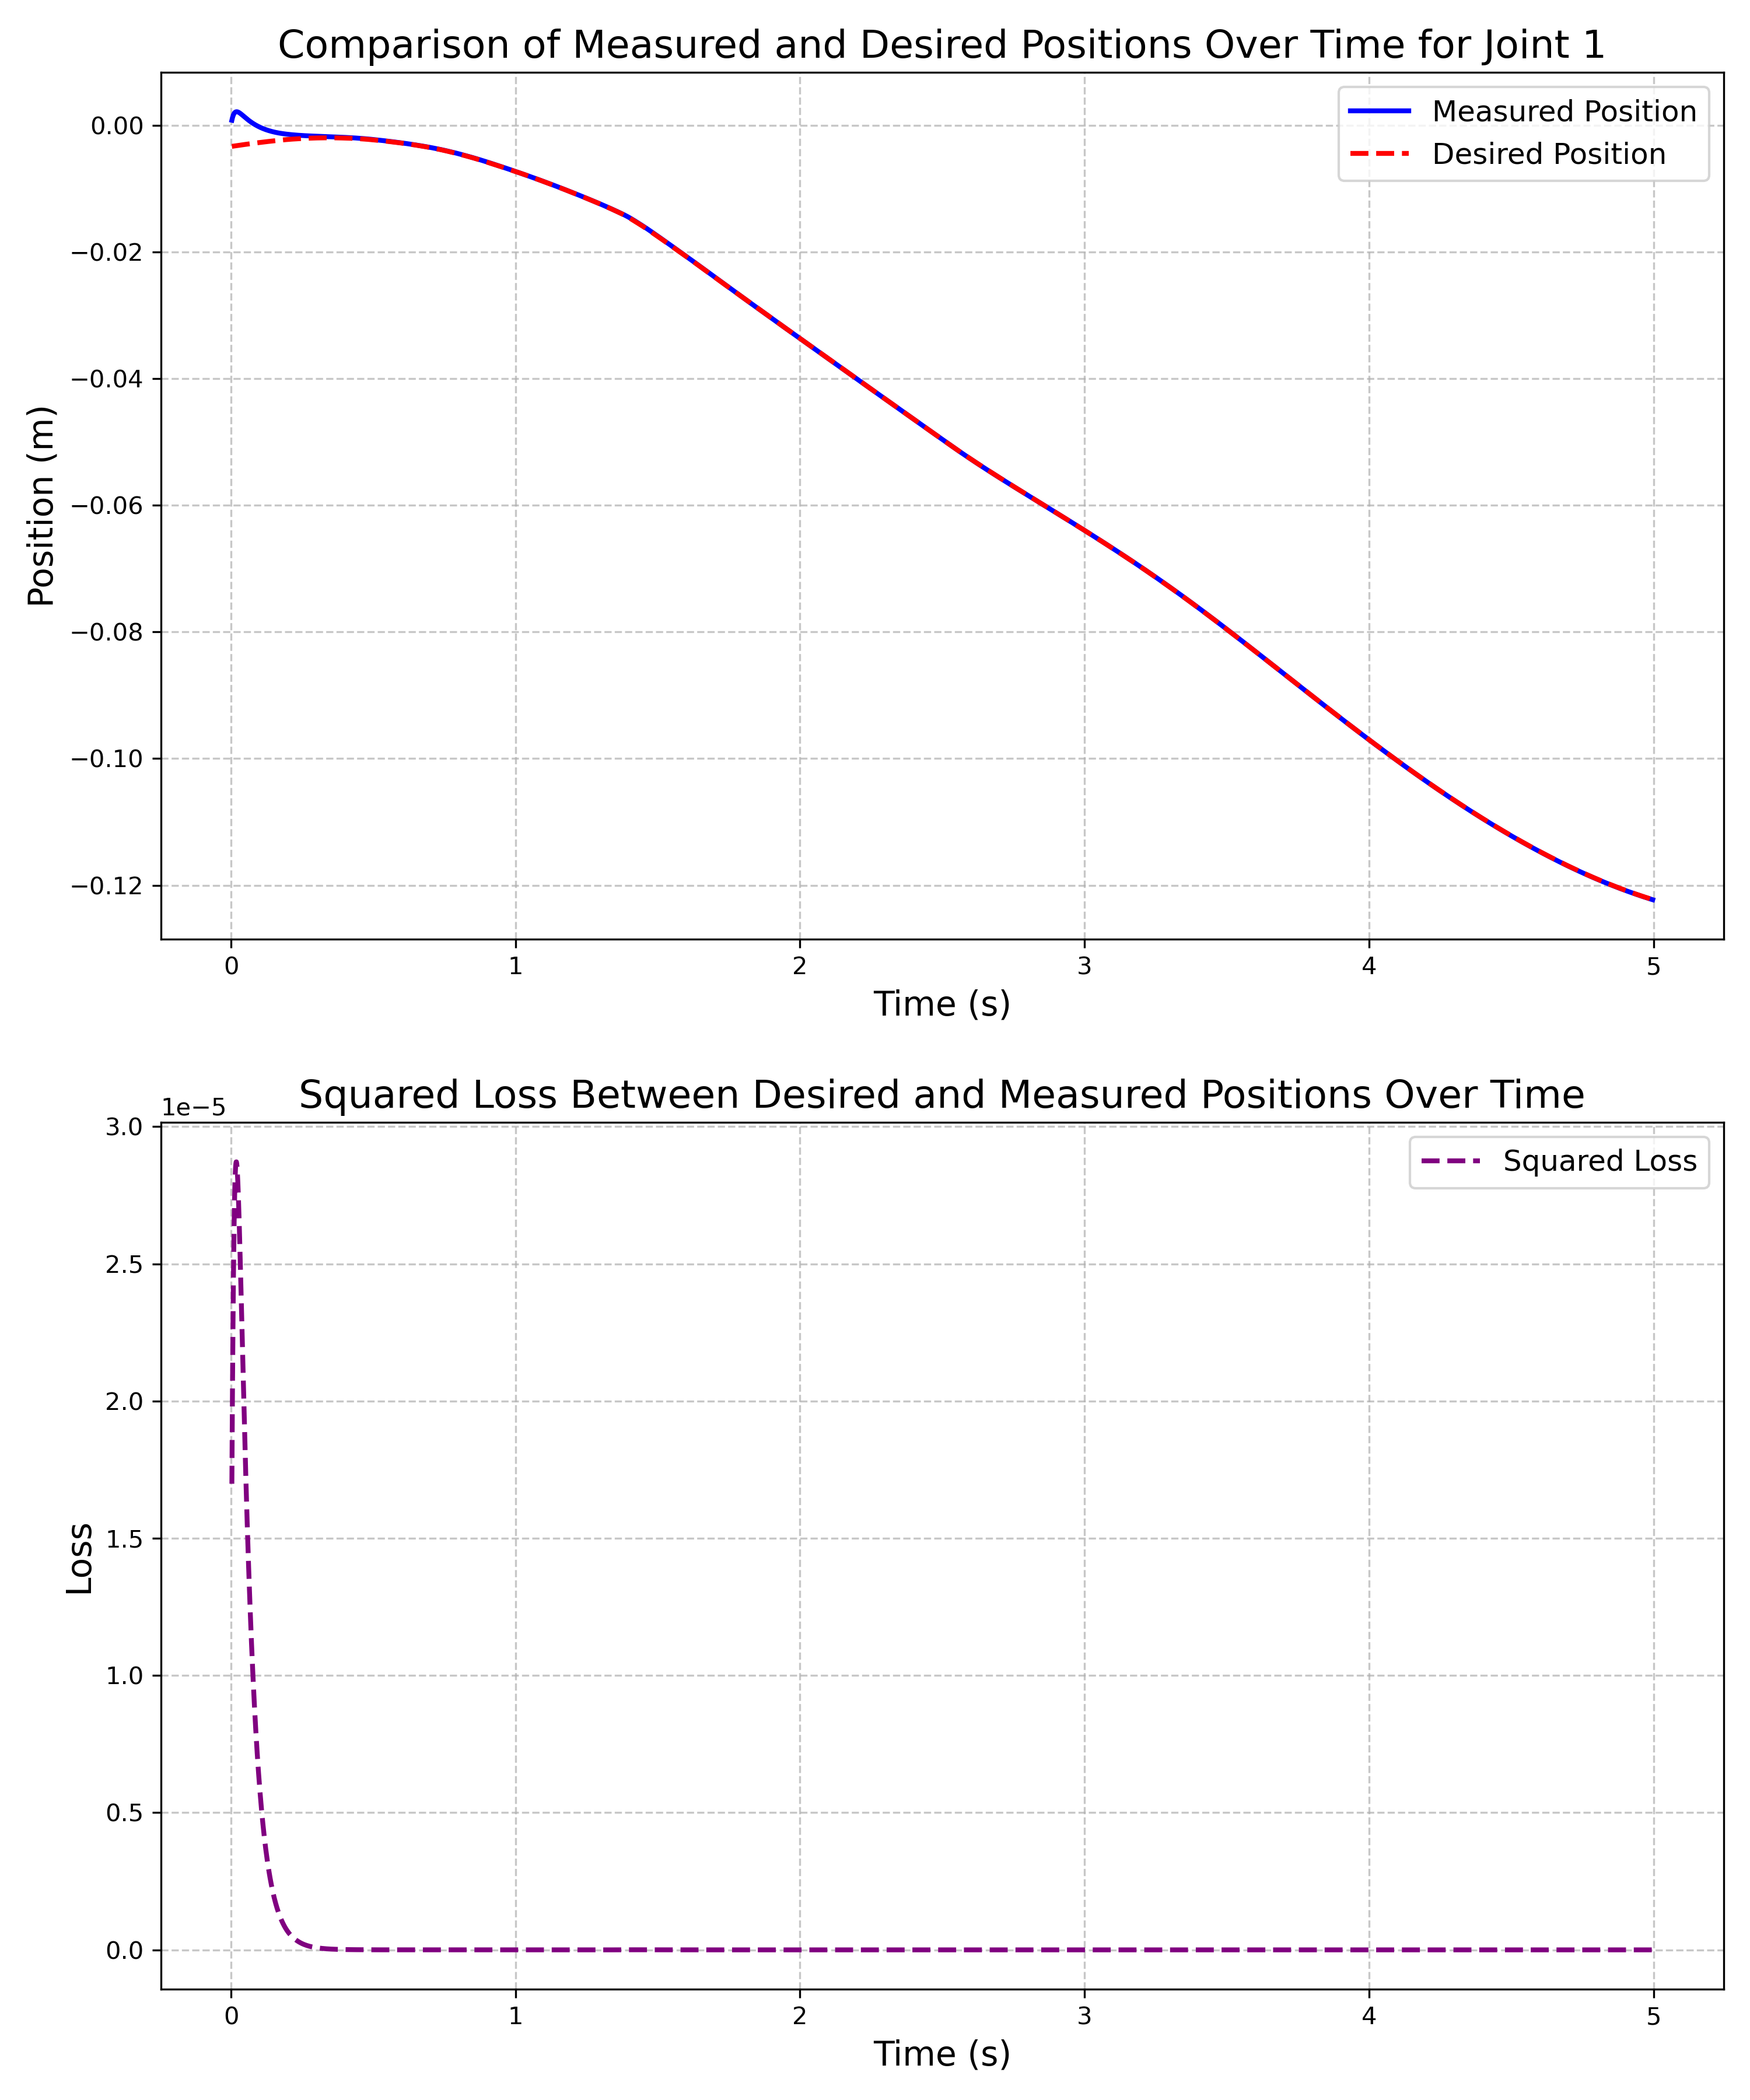 Comparison of Measured and Desired Positions Over Time for Joint 1
Measured Position
Desired Position
0.00
−0.02
−0.04
−0.06
−0.08
−0.10
−0.12
Position (m)
0 1 2 3 4 5
Time (s)
Squared Loss Between Desired and Measured Positions Over Time
1e−5
Squared Loss
3.0
2.5
2.0
1.5
1.0
0.5
0.0
Loss
0 1 2 3 4 5
Time (s)